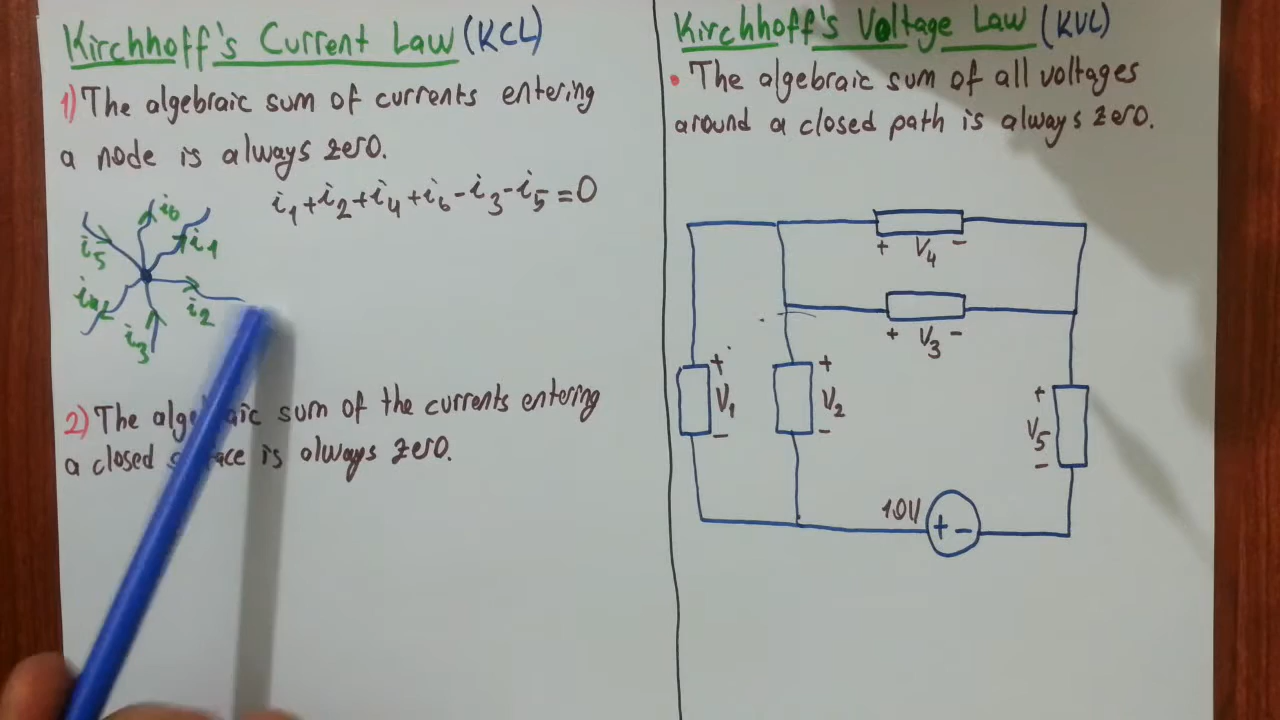 Kirchhoff's Current Law (KCL)
1) The algebraic sum of currents entering
a node is always zero.
i1+i2+i4+i6-i3-i5=0
i6
i5
i1
i4
i2
i3
2) The algebraic sum of the currents entering
a closed surface is always zero.
Kirchhoff's Voltage Law (KVL)
• The algebraic sum of all voltages
around a closed path is always zero.
+ V4 -
+ V3 -
+ V1 -
+ V2 -
+ V5 -
10V
+ -